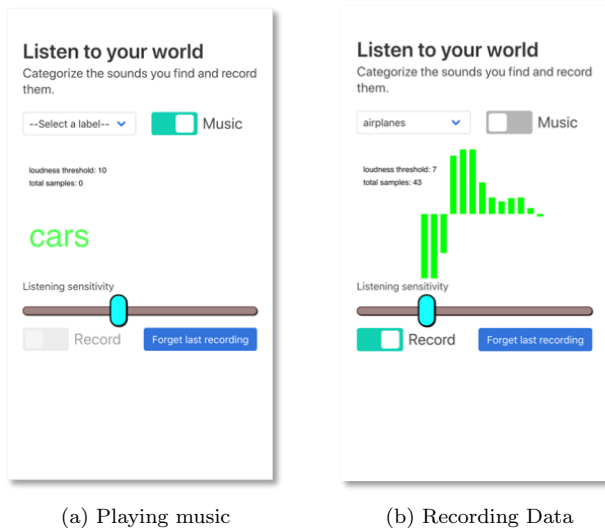 Listen to your world
Categorize the sounds you find and record
them.
--Select a label--
Music
loudness threshold: 10
total samples: 0
cars
Listening sensitivity
Record
Forget last recording
(a) Playing music
Listen to your world
Categorize the sounds you find and record
them.
airplanes
Music
loudness threshold: 7
total samples: 43
Listening sensitivity
Record
Forget last recording
(b) Recording Data